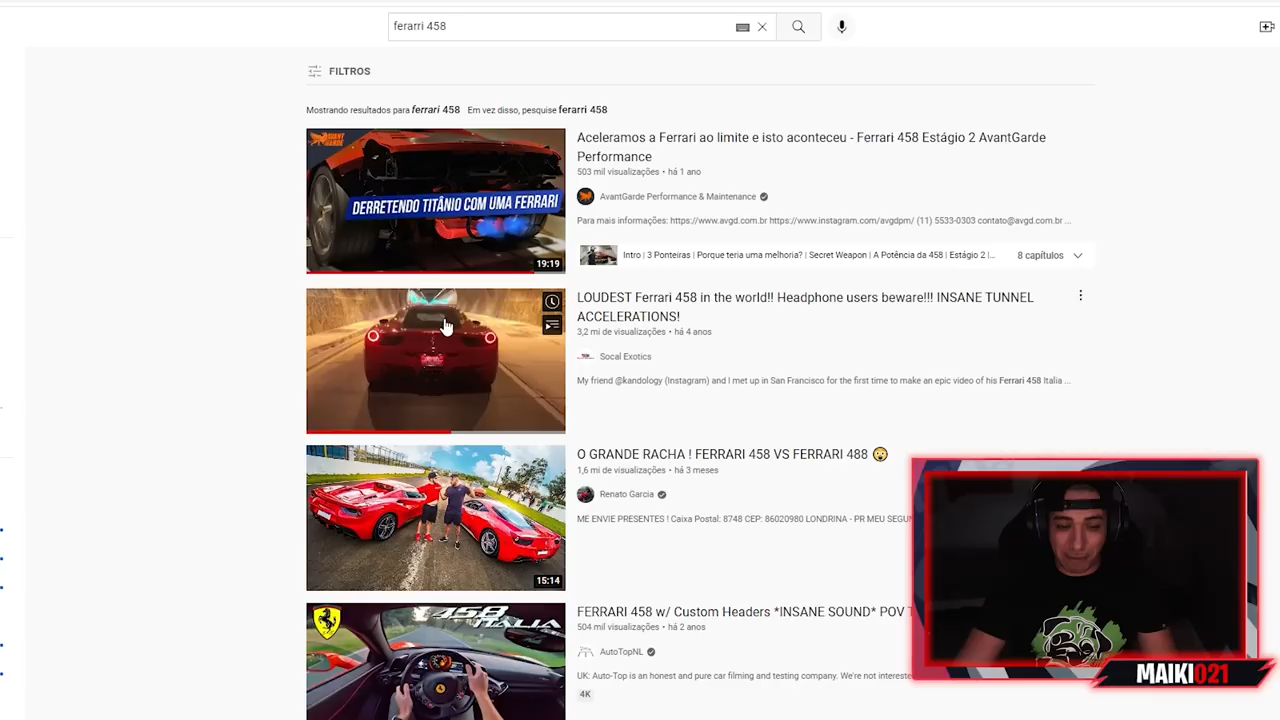 ferarri 458
FILTROS
Mostrando resultados para ferrari 458 Em vez disso, pesquise ferarri 458
DERRETENDO TITÂNIO COM UMA FERRARI
19:19
Aceleramos a Ferrari ao limite e isto aconteceu - Ferrari 458 Estágio 2 AvantGarde
Performance
503 mil visualizações • há 1 ano
AvantGarde Performance & Maintenance
Para mais informações: https://www.avgd.com.br https://www.instagram.com/avgdpm/ (11) 5533-0303 contato@avgd.com.br ...
Intro | 3 Ponteiras | Porque teria uma melhoria? | Secret Weapon | A Potência da 458 | Estágio 2 |...
8 capítulos
LOUDEST Ferrari 458 in the world!! Headphone users beware!!! INSANE TUNNEL
ACCELERATIONS!
3,2 mi de visualizações • há 4 anos
Socal Exotics
My friend @kandology (Instagram) and I met up in San Francisco for the first time to make an epic video of his Ferrari 458 Italia ...
15:14
O GRANDE RACHA ! FERRARI 458 VS FERRARI 488 😲
1,6 mi de visualizações • há 3 meses
Renato Garcia
ME ENVIE PRESENTES ! Caixa Postal: 8748 CEP: 86020980 LONDRINA - PR MEU SEGUN
458 ITALIA
FERRARI 458 w/ Custom Headers *INSANE SOUND* POV
504 mil visualizações • há 2 anos
AutoTopNL
UK: Auto-Top is an honest and pure car filming and testing company. We're not intereste
4K
MAIKI021